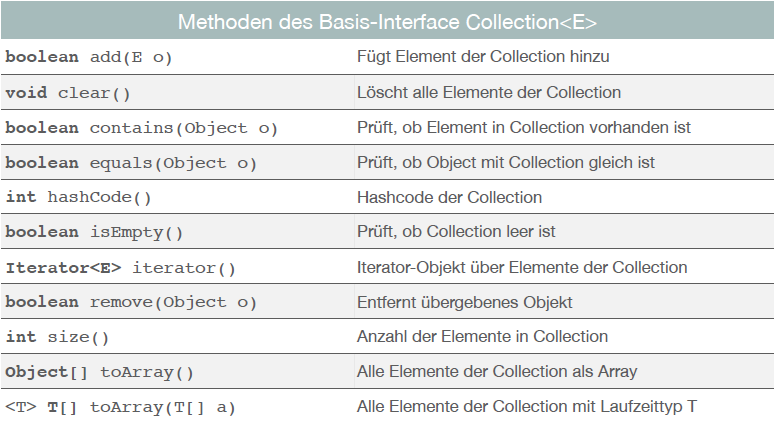 Methoden des Basis-Interface Collection<E>
boolean add(E o) Fügt Element der Collection hinzu
void clear() Löscht alle Elemente der Collection
boolean contains(Object o) Prüft, ob Element in Collection vorhanden ist
boolean equals(Object o) Prüft, ob Object mit Collection gleich ist
int hashCode() Hashcode der Collection
boolean isEmpty() Prüft, ob Collection leer ist
Iterator<E> iterator() Iterator-Objekt über Elemente der Collection
boolean remove(Object o) Entfernt übergebenes Objekt
int size() Anzahl der Elemente in Collection
Object[] toArray() Alle Elemente der Collection als Array
<T> T[] toArray(T[] a) Alle Elemente der Collection mit Laufzeittyp T